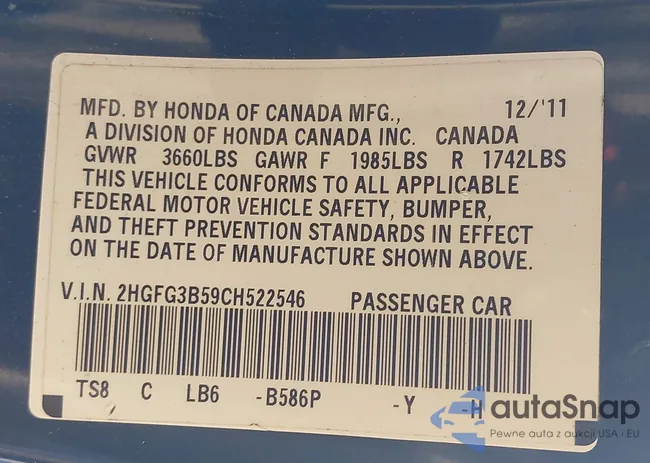 MFD. BY HONDA OF CANADA MFG., 12/'11
A DIVISION OF HONDA CANADA INC. CANADA
GVWR 3660LBS GAWR F 1985LBS R 1742LBS
THIS VEHICLE CONFORMS TO ALL APPLICABLE
FEDERAL MOTOR VEHICLE SAFETY, BUMPER,
AND THEFT PREVENTION STANDARDS IN EFFECT
ON THE DATE OF MANUFACTURE SHOWN ABOVE.
V.I.N. 2HGFG3B59CH522546 PASSENGER CAR
TS8 C LB6 -B586P -Y -H
autaSnap
Pewne auta z aukcji USA i EU